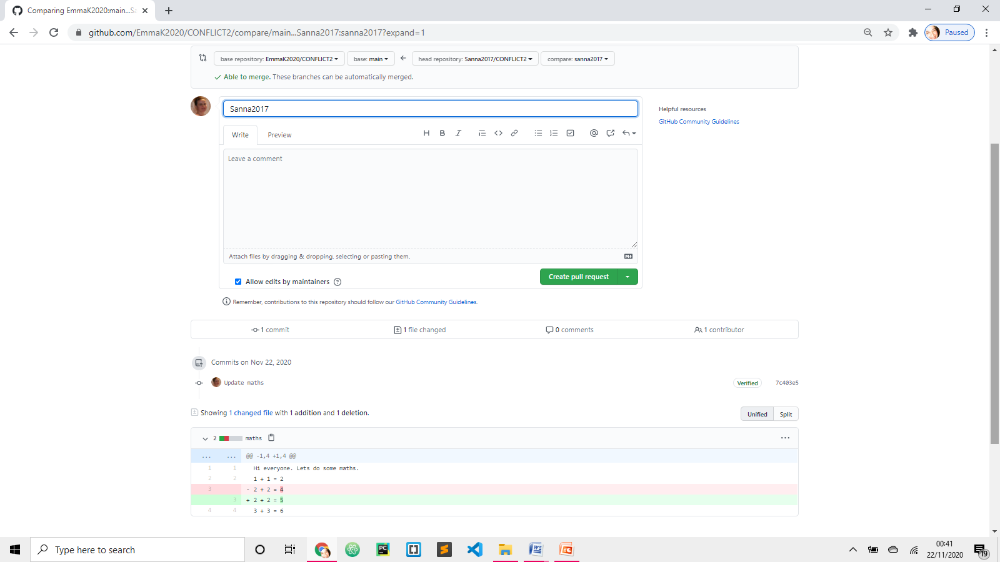 Comparing EmmaK2020:main...Sa
github.com/EmmaK2020/CONFLICT2/compare/main...Sanna2017:sanna2017?expand=1
Paused
base repository: EmmaK2020/CONFLICT2
base: main
head repository: Sanna2017/CONFLICT2
compare: sanna2017
Able to merge. These branches can be automatically merged.
Sanna2017
Helpful resources
GitHub Community Guidelines
Write
Preview
Leave a comment
Attach files by dragging & dropping, selecting or pasting them.
Create pull request
Allow edits by maintainers
Remember, contributions to this repository should follow our GitHub Community Guidelines.
1 commit
1 file changed
0 comments
1 contributor
Commits on Nov 22, 2020
Update maths
Verified
7c403e5
Showing 1 changed file with 1 addition and 1 deletion.
Unified
Split
2 maths
... ... @@ -1,4 +1,4 @@
1 1 Hi everyone. Lets do some maths.
2 2 1 + 1 = 2
3 - 2 + 2 = 4
3 + 2 + 2 = 5
4 4 3 + 3 = 6
Type here to search
00:41
22/11/2020
19